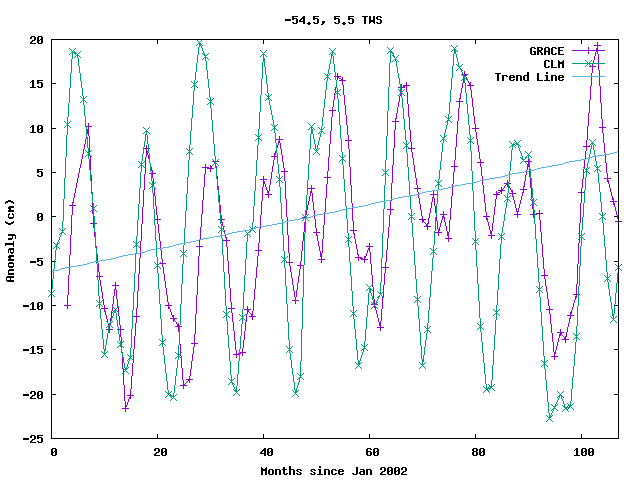 -54.5, 5.5 TWS
GRACE
CLM
Trend Line
20
15
10
5
0
-5
-10
-15
-20
-25
Anomaly (cm)
0 20 40 60 80 100
Months since Jan 2002